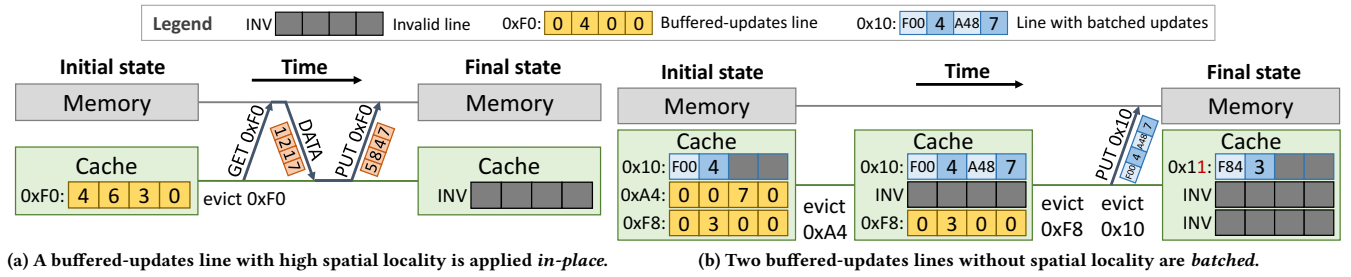 Legend INV Invalid line 0xF0: 0 4 0 0 Buffered-updates line 0x10: F00 4 A48 7 Line with batched updates
Initial state Time Final state
Memory Memory
GET 0xF0 DATA 1 2 1 7 PUT 0xF0 5 8 4 7
Cache Cache
0xF0: 4 6 3 0 evict 0xF0 INV
(a) A buffered-updates line with high spatial locality is applied in-place.
Initial state Time Final state
Memory Memory
PUT 0x10 F00 4 A48 7
Cache Cache Cache
0x10: F00 4 0x10: F00 4 A48 7 0x11: F84 3
0xA4: 0 0 7 0 INV INV
0xF8: 0 3 0 0 0xF8: 0 3 0 0 INV
evict 0xA4 evict 0xF8 evict 0x10
(b) Two buffered-updates lines without spatial locality are batched.